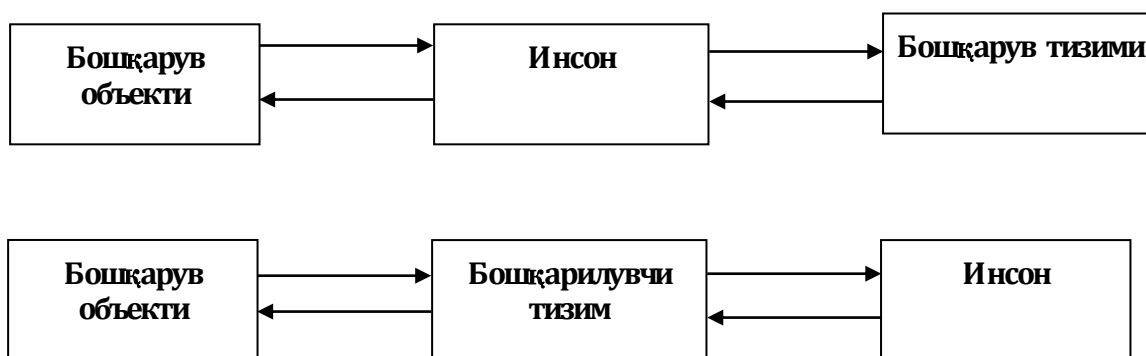 Бошқарув
объекти
Инсон
Бошқарув тизими
Бошқарув
объекти
Бошқарилувчи
тизим
Инсон